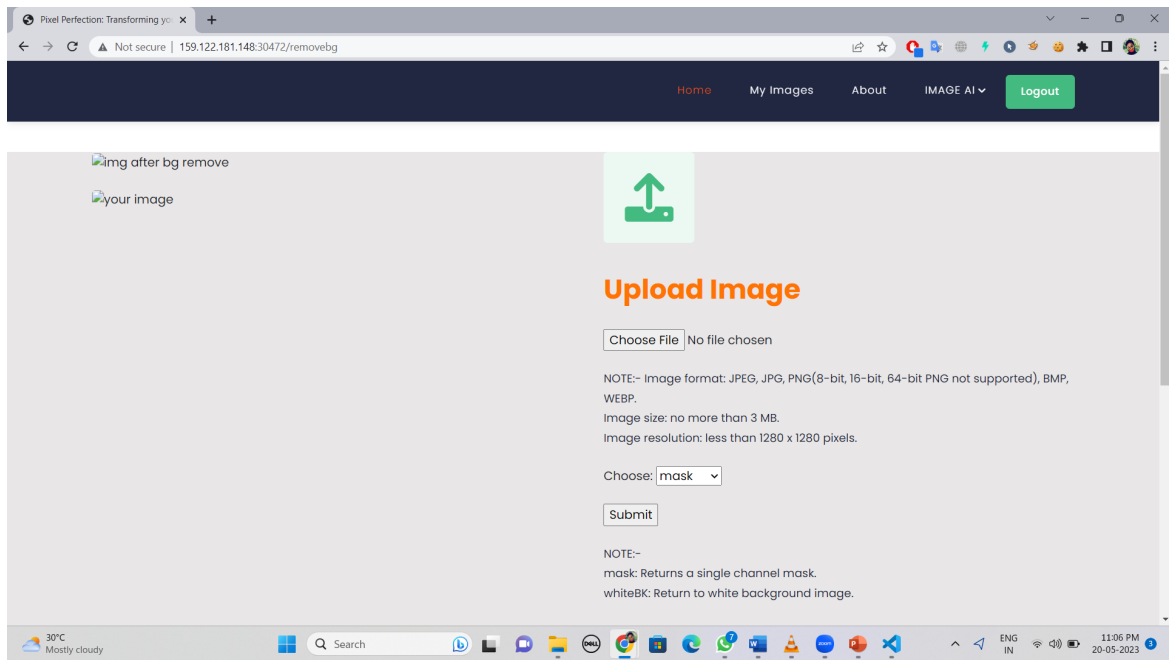 Pixel Perfection: Transforming yo
Not secure | 159.122.181.148:30472/removebg
Home My Images About IMAGE AI Logout
img after bg remove
your image
Upload Image
Choose File No file chosen
NOTE:- Image format: JPEG, JPG, PNG(8-bit, 16-bit, 64-bit PNG not supported), BMP,
WEBP.
Image size: no more than 3 MB.
Image resolution: less than 1280 x 1280 pixels.
Choose: mask
Submit
NOTE:-
mask: Returns a single channel mask.
whiteBK: Return to white background image.
30°C
Mostly cloudy
Search
DELL
7
zoom
ENG
IN
11:06 PM
20-05-2023
3